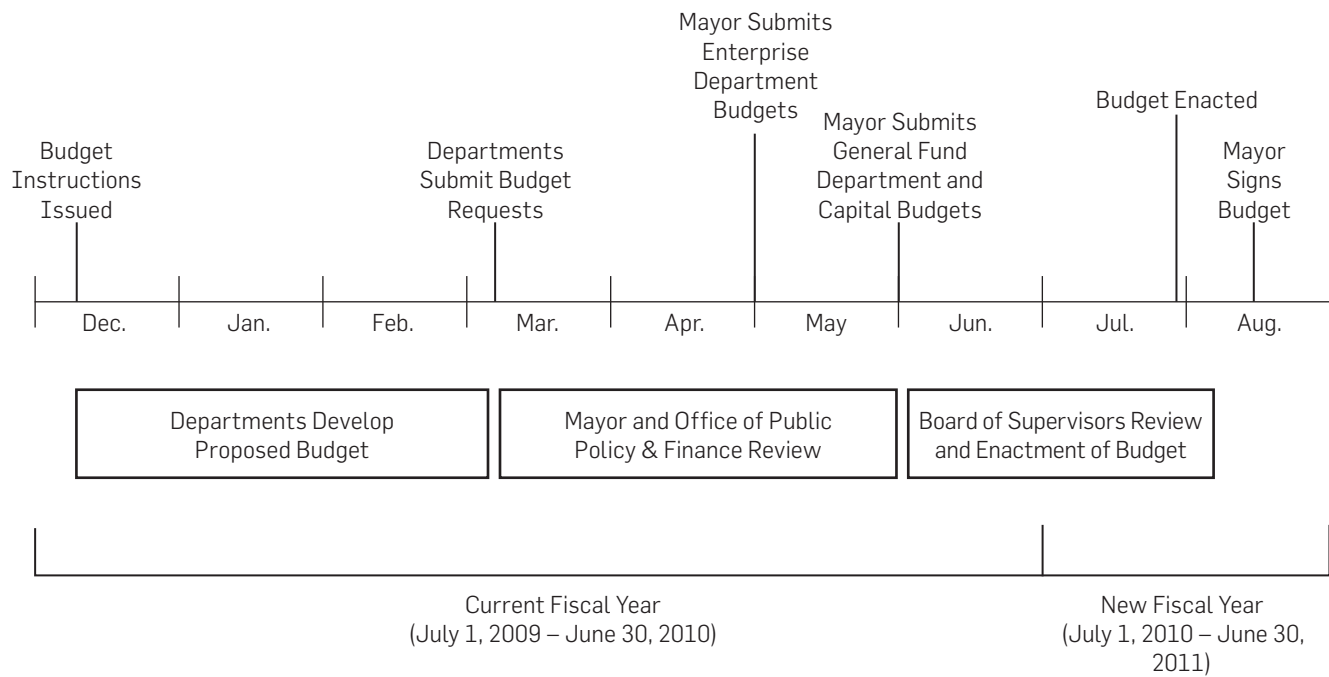 Mayor Submits
Enterprise
Department
Budgets
Budget Enacted
Budget
Instructions
Issued
Departments
Submit Budget
Requests
Mayor Submits
General Fund
Department and
Capital Budgets
Mayor
Signs
Budget
Dec.
Jan.
Feb.
Mar.
Apr.
May
Jun.
Jul.
Aug.
Departments Develop
Proposed Budget
Mayor and Office of Public
Policy & Finance Review
Board of Supervisors Review
and Enactment of Budget
Current Fiscal Year
(July 1, 2009 – June 30, 2010)
New Fiscal Year
(July 1, 2010 – June 30,
2011)